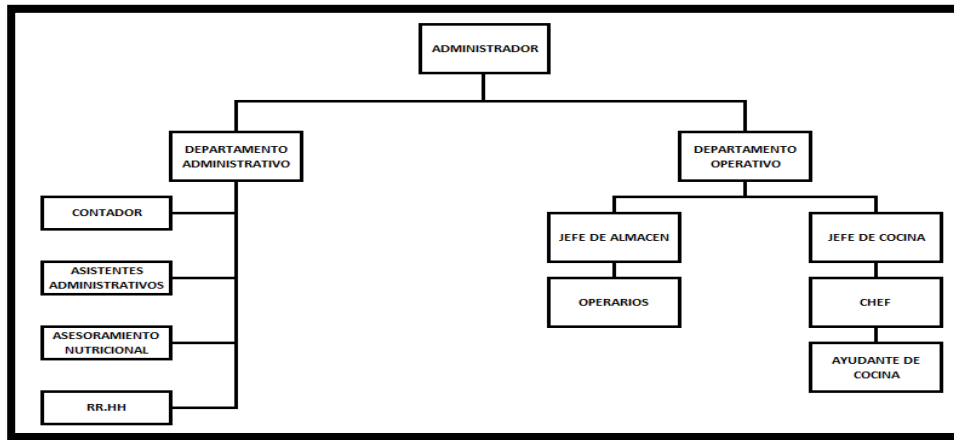 ADMINISTRADOR
DEPARTAMENTO
ADMINISTRATIVO
DEPARTAMENTO
OPERATIVO
CONTADOR
ASISTENTES
ADMINISTRATIVOS
ASESORAMIENTO
NUTRICIONAL
RR.HH
JEFE DE ALMACEN
OPERARIOS
JEFE DE COCINA
CHEF
AYUDANTE DE
COCINA